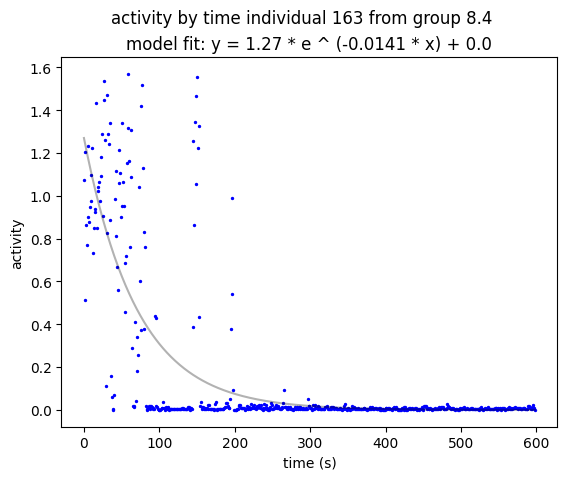 activity by time individual 163 from group 8.4
model fit: y = 1.27 * e ^ (-0.0141 * x) + 0.0
1.6
1.4
1.2
1.0
0.8
0.6
0.4
0.2
0.0
activity
0 100 200 300 400 500 600
time (s)